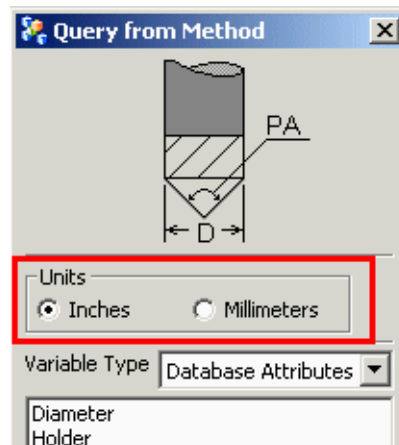 Query from Method
PA
D
Units
Inches Millimeters
Variable Type Database Attributes
Diameter
Holder